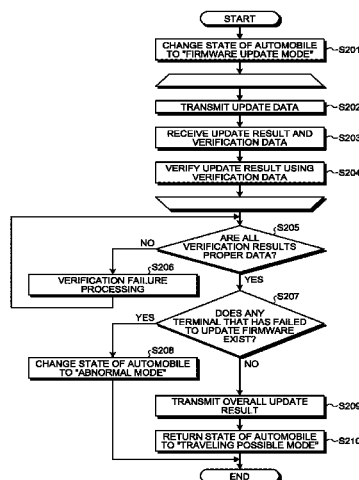 START
CHANGE STATE OF AUTOMOBILE
TO "FIRMWARE UPDATE MODE"
S201
TRANSMIT UPDATE DATA
S202
RECEIVE UPDATE RESULT AND
VERIFICATION DATA
S203
VERIFY UPDATE RESULT USING
VERIFICATION DATA
S204
S205
ARE ALL
VERIFICATION RESULTS
PROPER DATA?
NO
YES
S206
VERIFICATION FAILURE
PROCESSING
S207
DOES ANY
TERMINAL THAT HAS FAILED
TO UPDATE FIRMWARE
EXIST?
YES
NO
S208
CHANGE STATE OF AUTOMOBILE
TO "ABNORMAL MODE"
TRANSMIT OVERALL UPDATE
RESULT
S209
RETURN STATE OF AUTOMOBILE
TO "TRAVELING POSSIBLE MODE"
S210
END